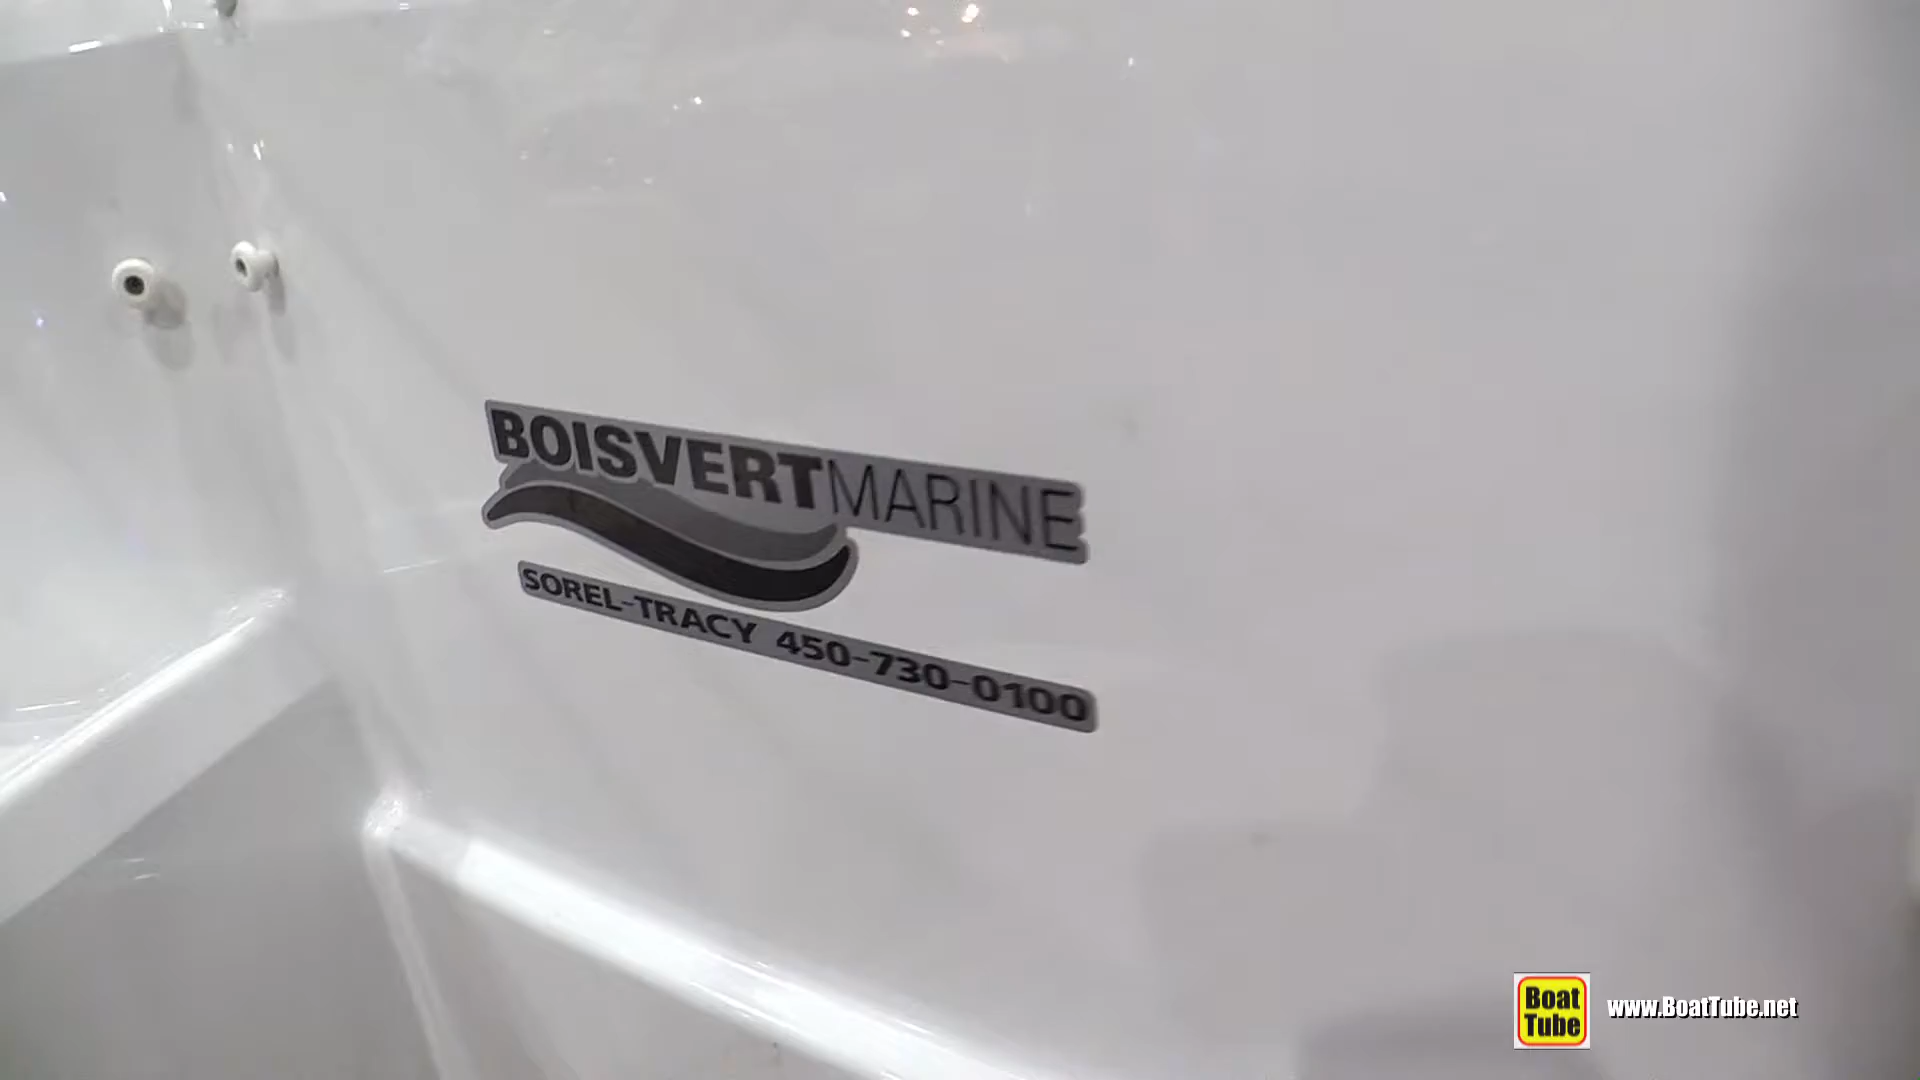 BOISVERTMARINE
SOREL-TRACY 450-730-0100
Boat
Tube
www.BoatTube.net